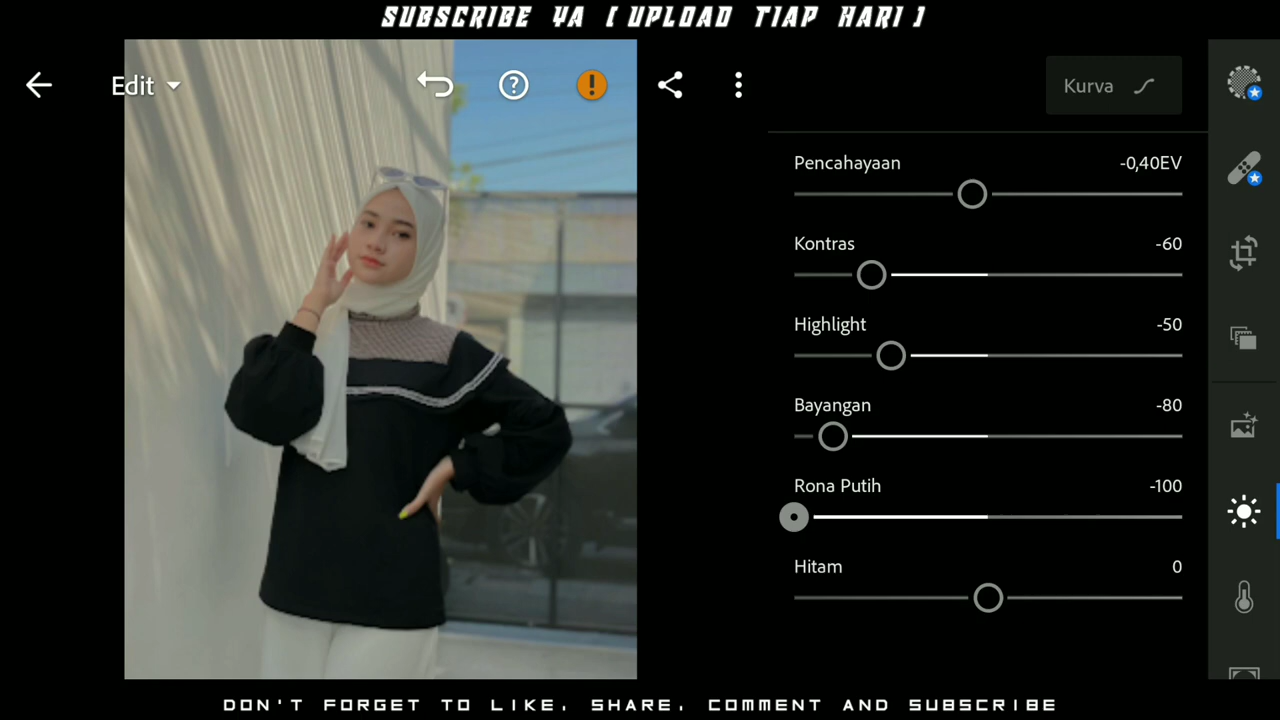 SUBSCRIBE YA [ UPLOAD TIAP HARI ]
Edit
Kurva
Pencahayaan -0,40EV
Kontras -60
Highlight -50
Bayangan -80
Rona Putih -100
Hitam 0
DON'T FORGET TO LIKE, SHARE, COMMENT AND SUBSCRIBE